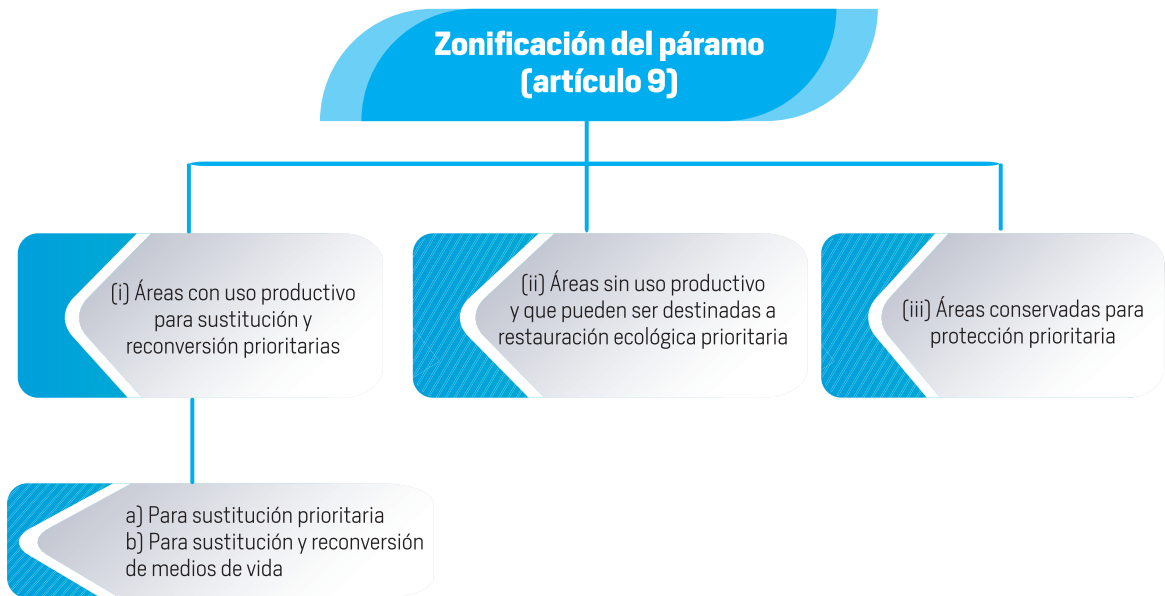 Zonificación del páramo
(artículo 9)
(i) Áreas con uso productivo
para sustitución y
reconversión prioritarias
(ii) Áreas sin uso productivo
y que pueden ser destinadas a
restauración ecológica prioritaria
(iii) Áreas conservadas para
protección prioritaria
a) Para sustitución prioritaria
b) Para sustitución y reconversión
de medios de vida